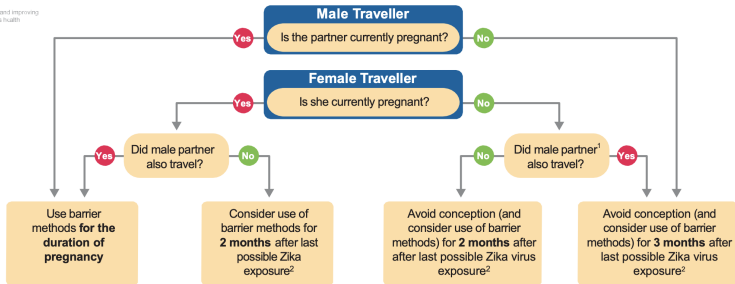 and improving
health
Male Traveller
Is the partner currently pregnant?
Yes
No
Female Traveller
Is she currently pregnant?
Yes
No
Did male partner
also travel?
Yes
No
Did male partner¹
also travel?
No
Yes
Use barrier
methods for the
duration of
pregnancy
Consider use of
barrier methods for
2 months after last
possible Zika
exposure²
Avoid conception (and
consider use of barrier
methods) for 2 months after
after last possible Zika virus
exposure²
Avoid conception (and
consider use of barrier
methods) for 3 months after
last possible Zika virus
exposure²